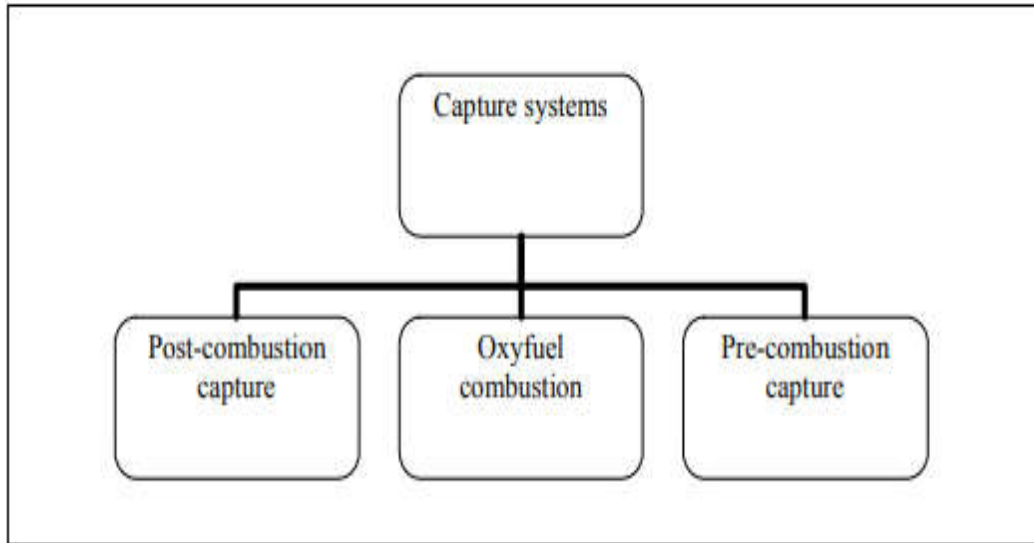 Capture systems
Post-combustion
capture
Oxyfuel
combustion
Pre-combustion
capture